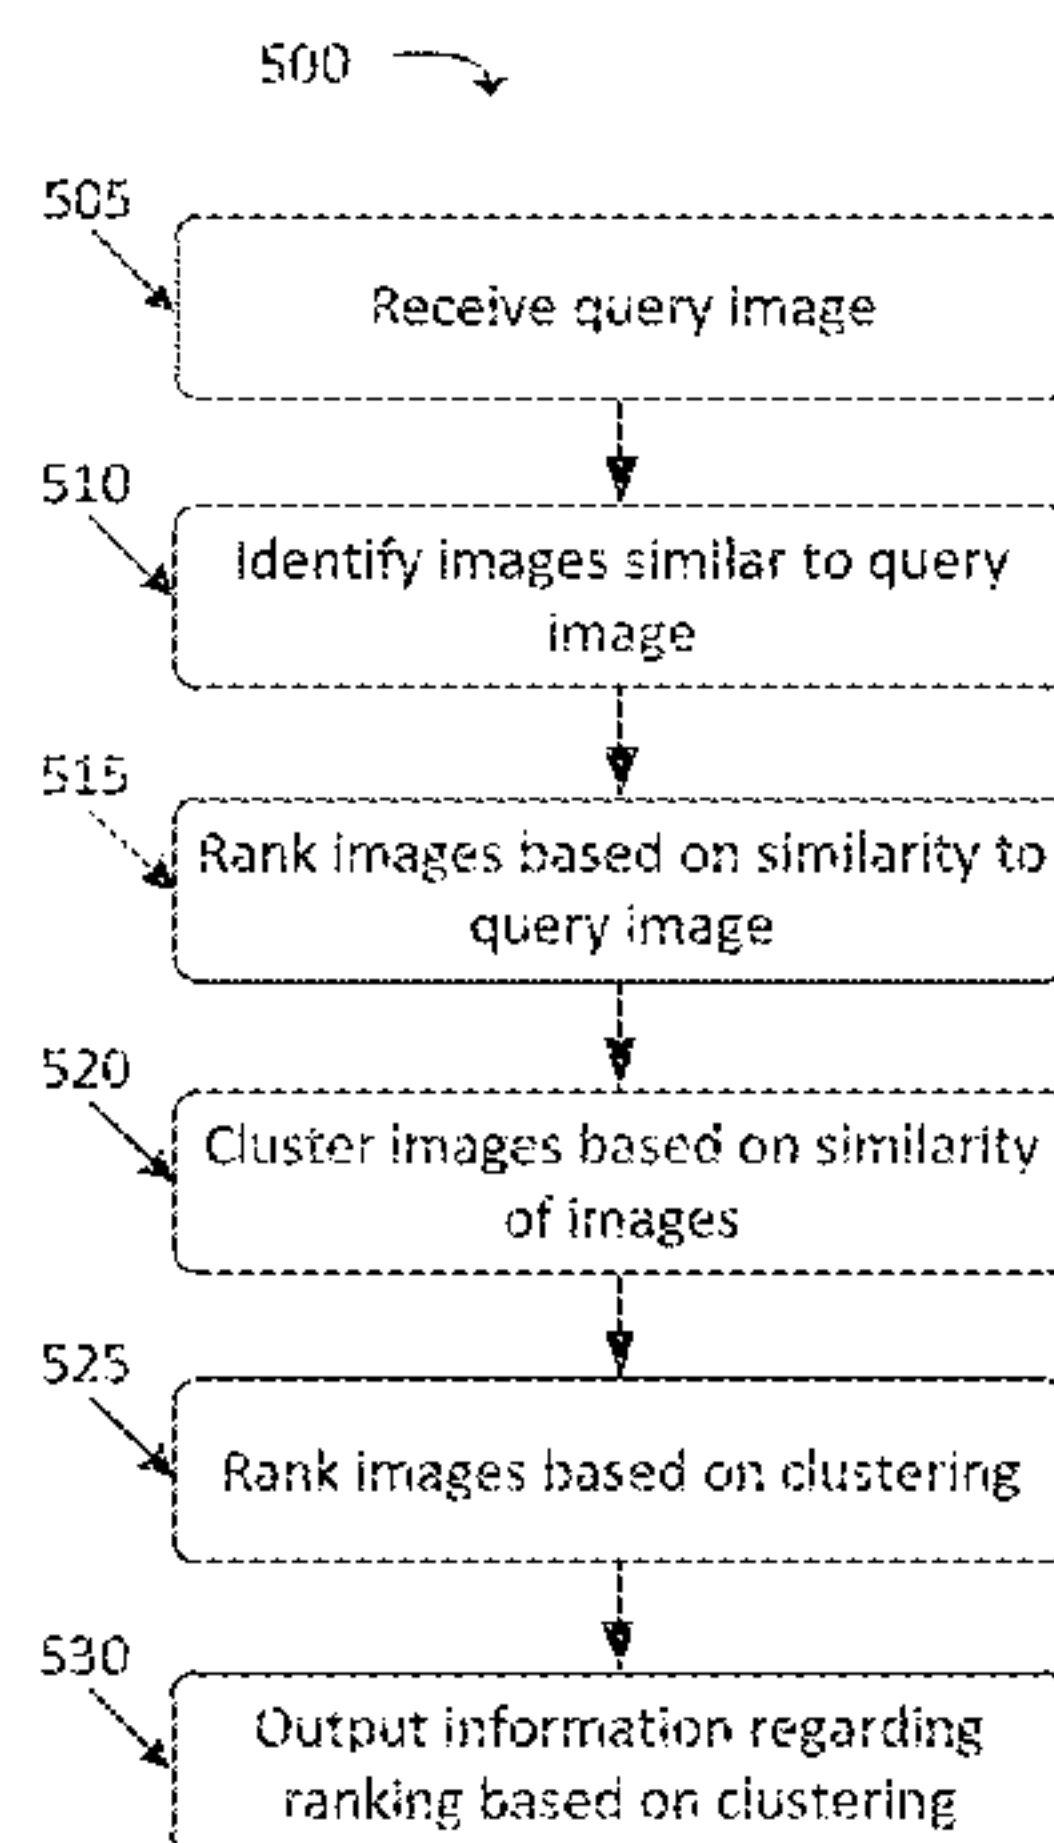 500
505
Receive query image
510
Identify images similar to query
image
515
Rank images based on similarity to
query image
520
Cluster images based on similarity
of images
525
Rank images based on clustering
530
Output information regarding
ranking based on clustering